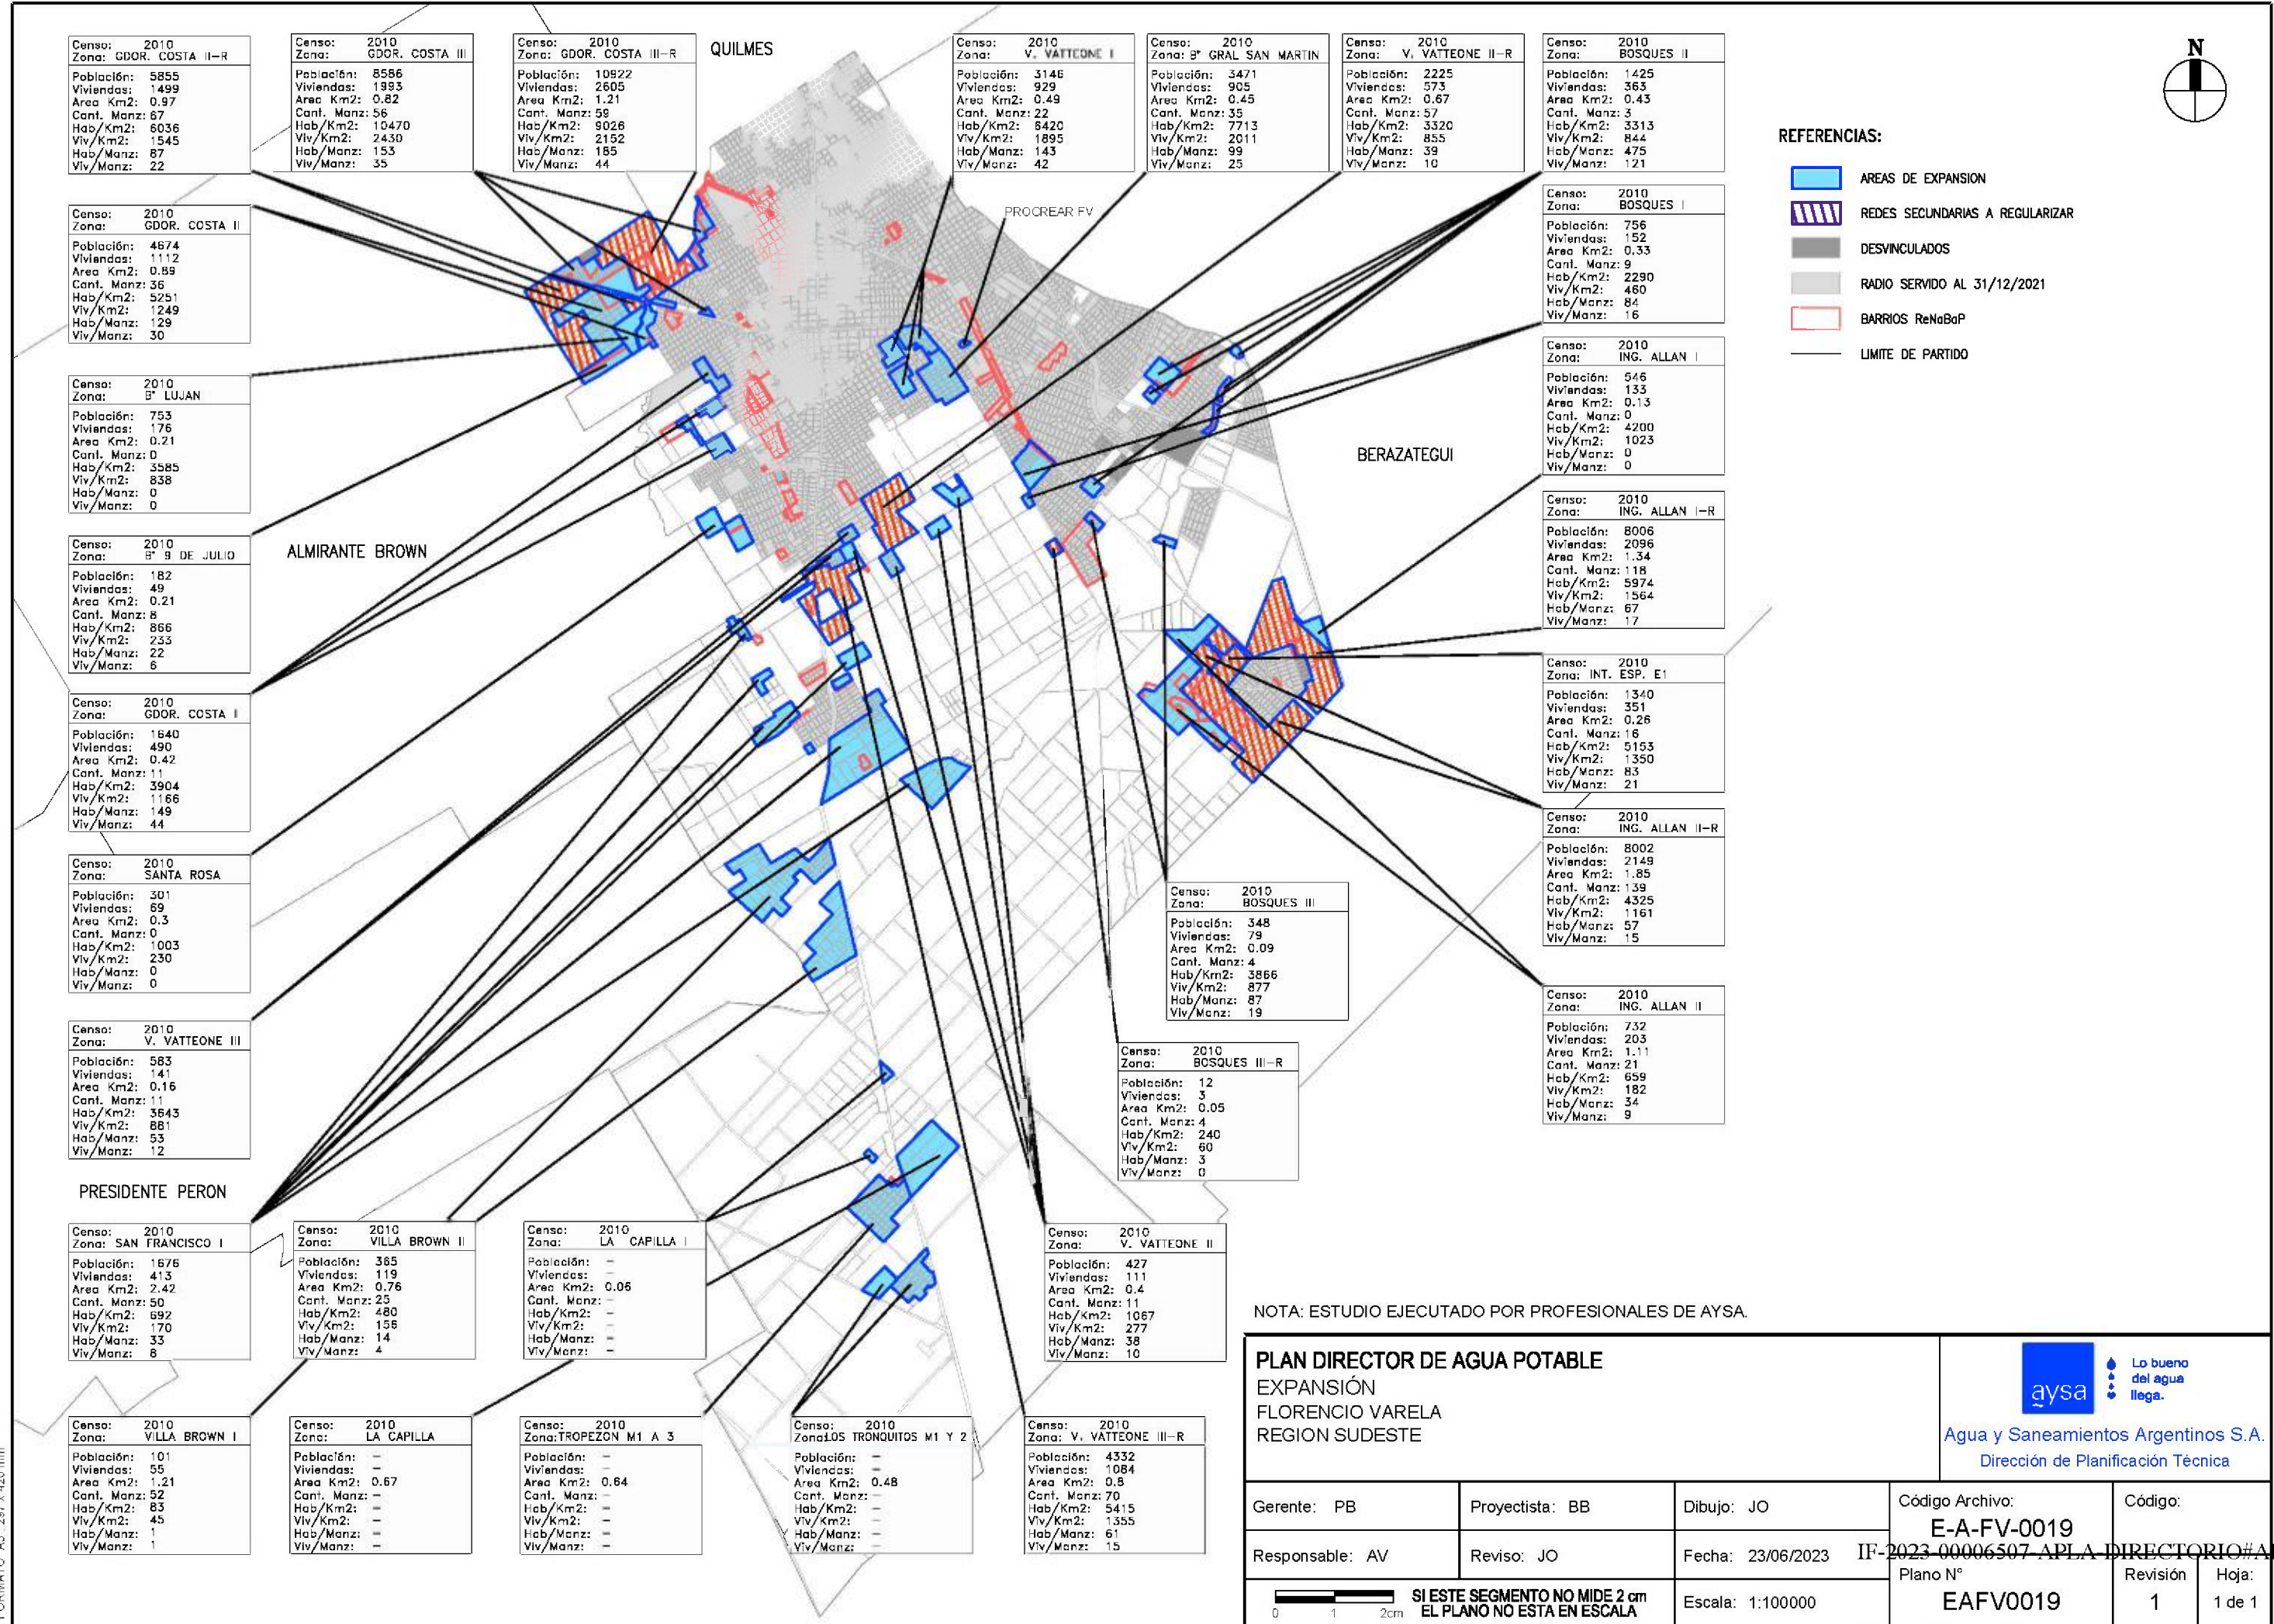 Censo: 2010
Zona: GDOR. COSTA II-R
Población: 5855
Viviendas: 1499
Area Km2: 0.97
Cant. Manz: 67
Hab/Km2: 6036
Viv/Km2: 1545
Hab/Manz: 87
Viv/Manz: 22
Censo: 2010
Zona: GDOR. COSTA III
Población: 8586
Viviendas: 1993
Area Km2: 0.82
Cant. Manz: 56
Hab/Km2: 10470
Viv/Km2: 2430
Hab/Manz: 153
Viv/Manz: 35
Censo: 2010
Zona: GDOR. COSTA III-R
Población: 10922
Viviendas: 2605
Area Km2: 1.21
Cant. Manz: 59
Hab/Km2: 9026
Viv/Km2: 2152
Hab/Manz: 185
Viv/Manz: 44
QUILMES
Censo: 2010
Zona: V. VATTEONE I
Población: 3146
Viviendas: 929
Area Km2: 0.49
Cant. Manz: 22
Hab/Km2: 6420
Viv/Km2: 1895
Hab/Manz: 143
Viv/Manz: 42
Censo: 2010
Zona: B° GRAL SAN MARTIN
Población: 3471
Viviendas: 905
Area Km2: 0.45
Cant. Manz: 35
Hab/Km2: 7713
Viv/Km2: 2011
Hab/Manz: 99
Viv/Manz: 25
Censo: 2010
Zona: V. VATTEONE II-R
Población: 2225
Viviendas: 573
Area Km2: 0.67
Cant. Manz: 57
Hab/Km2: 3320
Viv/Km2: 855
Hab/Manz: 39
Viv/Manz: 10
Censo: 2010
Zona: BOSQUES II
Población: 1425
Viviendas: 363
Area Km2: 0.43
Cant. Manz: 3
Hab/Km2: 3313
Viv/Km2: 844
Hab/Manz: 475
Viv/Manz: 121
N
REFERENCIAS:
AREAS DE EXPANSION
REDES SECUNDARIAS A REGULARIZAR
DESVINCULADOS
RADIO SERVIDO AL 31/12/2021
BARRIOS ReNaBaP
LIMITE DE PARTIDO
Censo: 2010
Zona: GDOR. COSTA II
Población: 4674
Viviendas: 1112
Area Km2: 0.89
Cant. Manz: 36
Hab/Km2: 5251
Viv/Km2: 1249
Hab/Manz: 129
Viv/Manz: 30
PROCREAR FV
Censo: 2010
Zona: BOSQUES I
Población: 756
Viviendas: 152
Area Km2: 0.33
Cant. Manz: 9
Hab/Km2: 2290
Viv/Km2: 460
Hab/Manz: 84
Viv/Manz: 16
Censo: 2010
Zona: ING. ALLAN I
Población: 546
Viviendas: 133
Area Km2: 0.13
Cant. Manz: 0
Hab/Km2: 4200
Viv/Km2: 1023
Hab/Manz: 0
Viv/Manz: 0
Censo: 2010
Zona: B° LUJAN
Población: 753
Viviendas: 176
Area Km2: 0.21
Cant. Manz: 0
Hab/Km2: 3585
Viv/Km2: 838
Hab/Manz: 0
Viv/Manz: 0
BERAZATEGUI
Censo: 2010
Zona: ING. ALLAN I-R
Población: 8006
Viviendas: 2096
Area Km2: 1.34
Cant. Manz: 118
Hab/Km2: 5974
Viv/Km2: 1564
Hab/Manz: 67
Viv/Manz: 17
Censo: 2010
Zona: B° 9 DE JULIO
Población: 182
Viviendas: 49
Area Km2: 0.21
Cant. Manz: 8
Hab/Km2: 866
Viv/Km2: 233
Hab/Manz: 22
Viv/Manz: 6
ALMIRANTE BROWN
Censo: 2010
Zona: INT. ESP. E1
Población: 1340
Viviendas: 351
Area Km2: 0.26
Cant. Manz: 16
Hab/Km2: 5153
Viv/Km2: 1350
Hab/Manz: 83
Viv/Manz: 21
Censo: 2010
Zona: GDOR. COSTA I
Población: 1640
Viviendas: 490
Area Km2: 0.42
Cant. Manz: 11
Hab/Km2: 3904
Viv/Km2: 1166
Hab/Manz: 149
Viv/Manz: 44
Censo: 2010
Zona: ING. ALLAN II-R
Población: 8002
Viviendas: 2149
Area Km2: 1.85
Cant. Manz: 139
Hab/Km2: 4325
Viv/Km2: 1161
Hab/Manz: 57
Viv/Manz: 15
Censo: 2010
Zona: SANTA ROSA
Población: 301
Viviendas: 69
Area Km2: 0.3
Cant. Manz: 0
Hab/Km2: 1003
Viv/Km2: 230
Hab/Manz: 0
Viv/Manz: 0
Censo: 2010
Zona: BOSQUES III
Población: 348
Viviendas: 79
Area Km2: 0.09
Cant. Manz: 4
Hab/Km2: 3866
Viv/Km2: 877
Hab/Manz: 87
Viv/Manz: 19
Censo: 2010
Zona: ING. ALLAN II
Población: 732
Viviendas: 203
Area Km2: 1.11
Cant. Manz: 21
Hab/Km2: 659
Viv/Km2: 182
Hab/Manz: 34
Viv/Manz: 9
Censo: 2010
Zona: V. VATTEONE III
Población: 583
Viviendas: 141
Area Km2: 0.16
Cant. Manz: 11
Hab/Km2: 3643
Viv/Km2: 881
Hab/Manz: 53
Viv/Manz: 12
Censo: 2010
Zona: BOSQUES III-R
Población: 12
Viviendas: 3
Area Km2: 0.05
Cant. Manz: 4
Hab/Km2: 240
Viv/Km2: 60
Hab/Manz: 3
Viv/Manz: 0
PRESIDENTE PERON
Censo: 2010
Zona: SAN FRANCISCO I
Población: 1676
Viviendas: 413
Area Km2: 2.42
Cant. Manz: 50
Hab/Km2: 692
Viv/Km2: 170
Hab/Manz: 33
Viv/Manz: 8
Censo: 2010
Zona: VILLA BROWN II
Población: 365
Viviendas: 119
Area Km2: 0.76
Cant. Manz: 25
Hab/Km2: 480
Viv/Km2: 156
Hab/Manz: 14
Viv/Manz: 4
Censo: 2010
Zona: LA CAPILLA I
Población: -
Viviendas: -
Area Km2: 0.06
Cant. Manz: -
Hab/Km2: -
Viv/Km2: -
Hab/Manz: -
Viv/Manz: -
Censo: 2010
Zona: V. VATTEONE II
Población: 427
Viviendas: 111
Area Km2: 0.4
Cant. Manz: 11
Hab/Km2: 1067
Viv/Km2: 277
Hab/Manz: 38
Viv/Manz: 10
Censo: 2010
Zona: VILLA BROWN I
Población: 101
Viviendas: 55
Area Km2: 1.21
Cant. Manz: 52
Hab/Km2: 83
Viv/Km2: 45
Hab/Manz: 1
Viv/Manz: 1
Censo: 2010
Zona: LA CAPILLA
Población: -
Viviendas: -
Area Km2: 0.67
Cant. Manz: -
Hab/Km2: -
Viv/Km2: -
Hab/Manz: -
Viv/Manz: -
Censo: 2010
Zona:TROPEZON M1 A 3
Población: -
Viviendas: -
Area Km2: 0.64
Cant. Manz: -
Hab/Km2: -
Viv/Km2: -
Hab/Manz: -
Viv/Manz: -
Censo: 2010
Zona:LOS TRONQUITOS M1 Y 2
Población: -
Viviendas: -
Area Km2: 0.48
Cant. Manz: -
Hab/Km2: -
Viv/Km2: -
Hab/Manz: -
Viv/Manz: -
Censo: 2010
Zona: V. VATTEONE III-R
Población: 4332
Viviendas: 1084
Area Km2: 0.8
Cant. Manz: 70
Hab/Km2: 5415
Viv/Km2: 1355
Hab/Manz: 61
Viv/Manz: 15
NOTA: ESTUDIO EJECUTADO POR PROFESIONALES DE AYSA.
PLAN DIRECTOR DE AGUA POTABLE
EXPANSIÓN
FLORENCIO VARELA
REGION SUDESTE
aysa
Lo bueno
del agua
llega.
Agua y Saneamientos Argentinos S.A.
Dirección de Planificación Técnica
Gerente: PB
Proyectista: BB
Dibujo: JO
Código Archivo:
E-A-FV-0019
Código:
Responsable: AV
Reviso: JO
Fecha: 23/06/2023
IF-2023-00006507-APLA-DIRECTORIO#A
0 1 2cm
SI ESTE SEGMENTO NO MIDE 2 cm
EL PLANO NO ESTA EN ESCALA
Escala: 1:100000
Plano N°
EAFV0019
Revisión
1
Hoja:
1 de 1